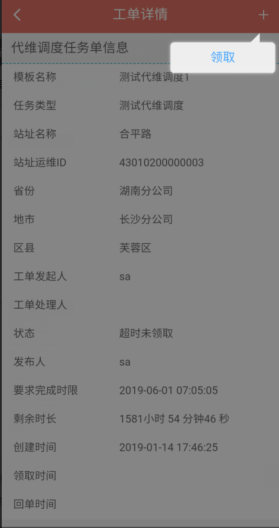 工单详情
代维调度任务单信息
领取
模板名称 测试代维调度1
任务类型 测试代维调度
站址名称 合平路
站址运维ID 43010200000003
省份 湖南分公司
地市 长沙分公司
区县 芙蓉区
工单发起人 sa
工单处理人
状态 超时未领取
发布人 sa
要求完成时限 2019-06-01 07:05:05
剩余时长 1581小时 54 分钟46 秒
创建时间 2019-01-14 17:46:25
领取时间
回单时间